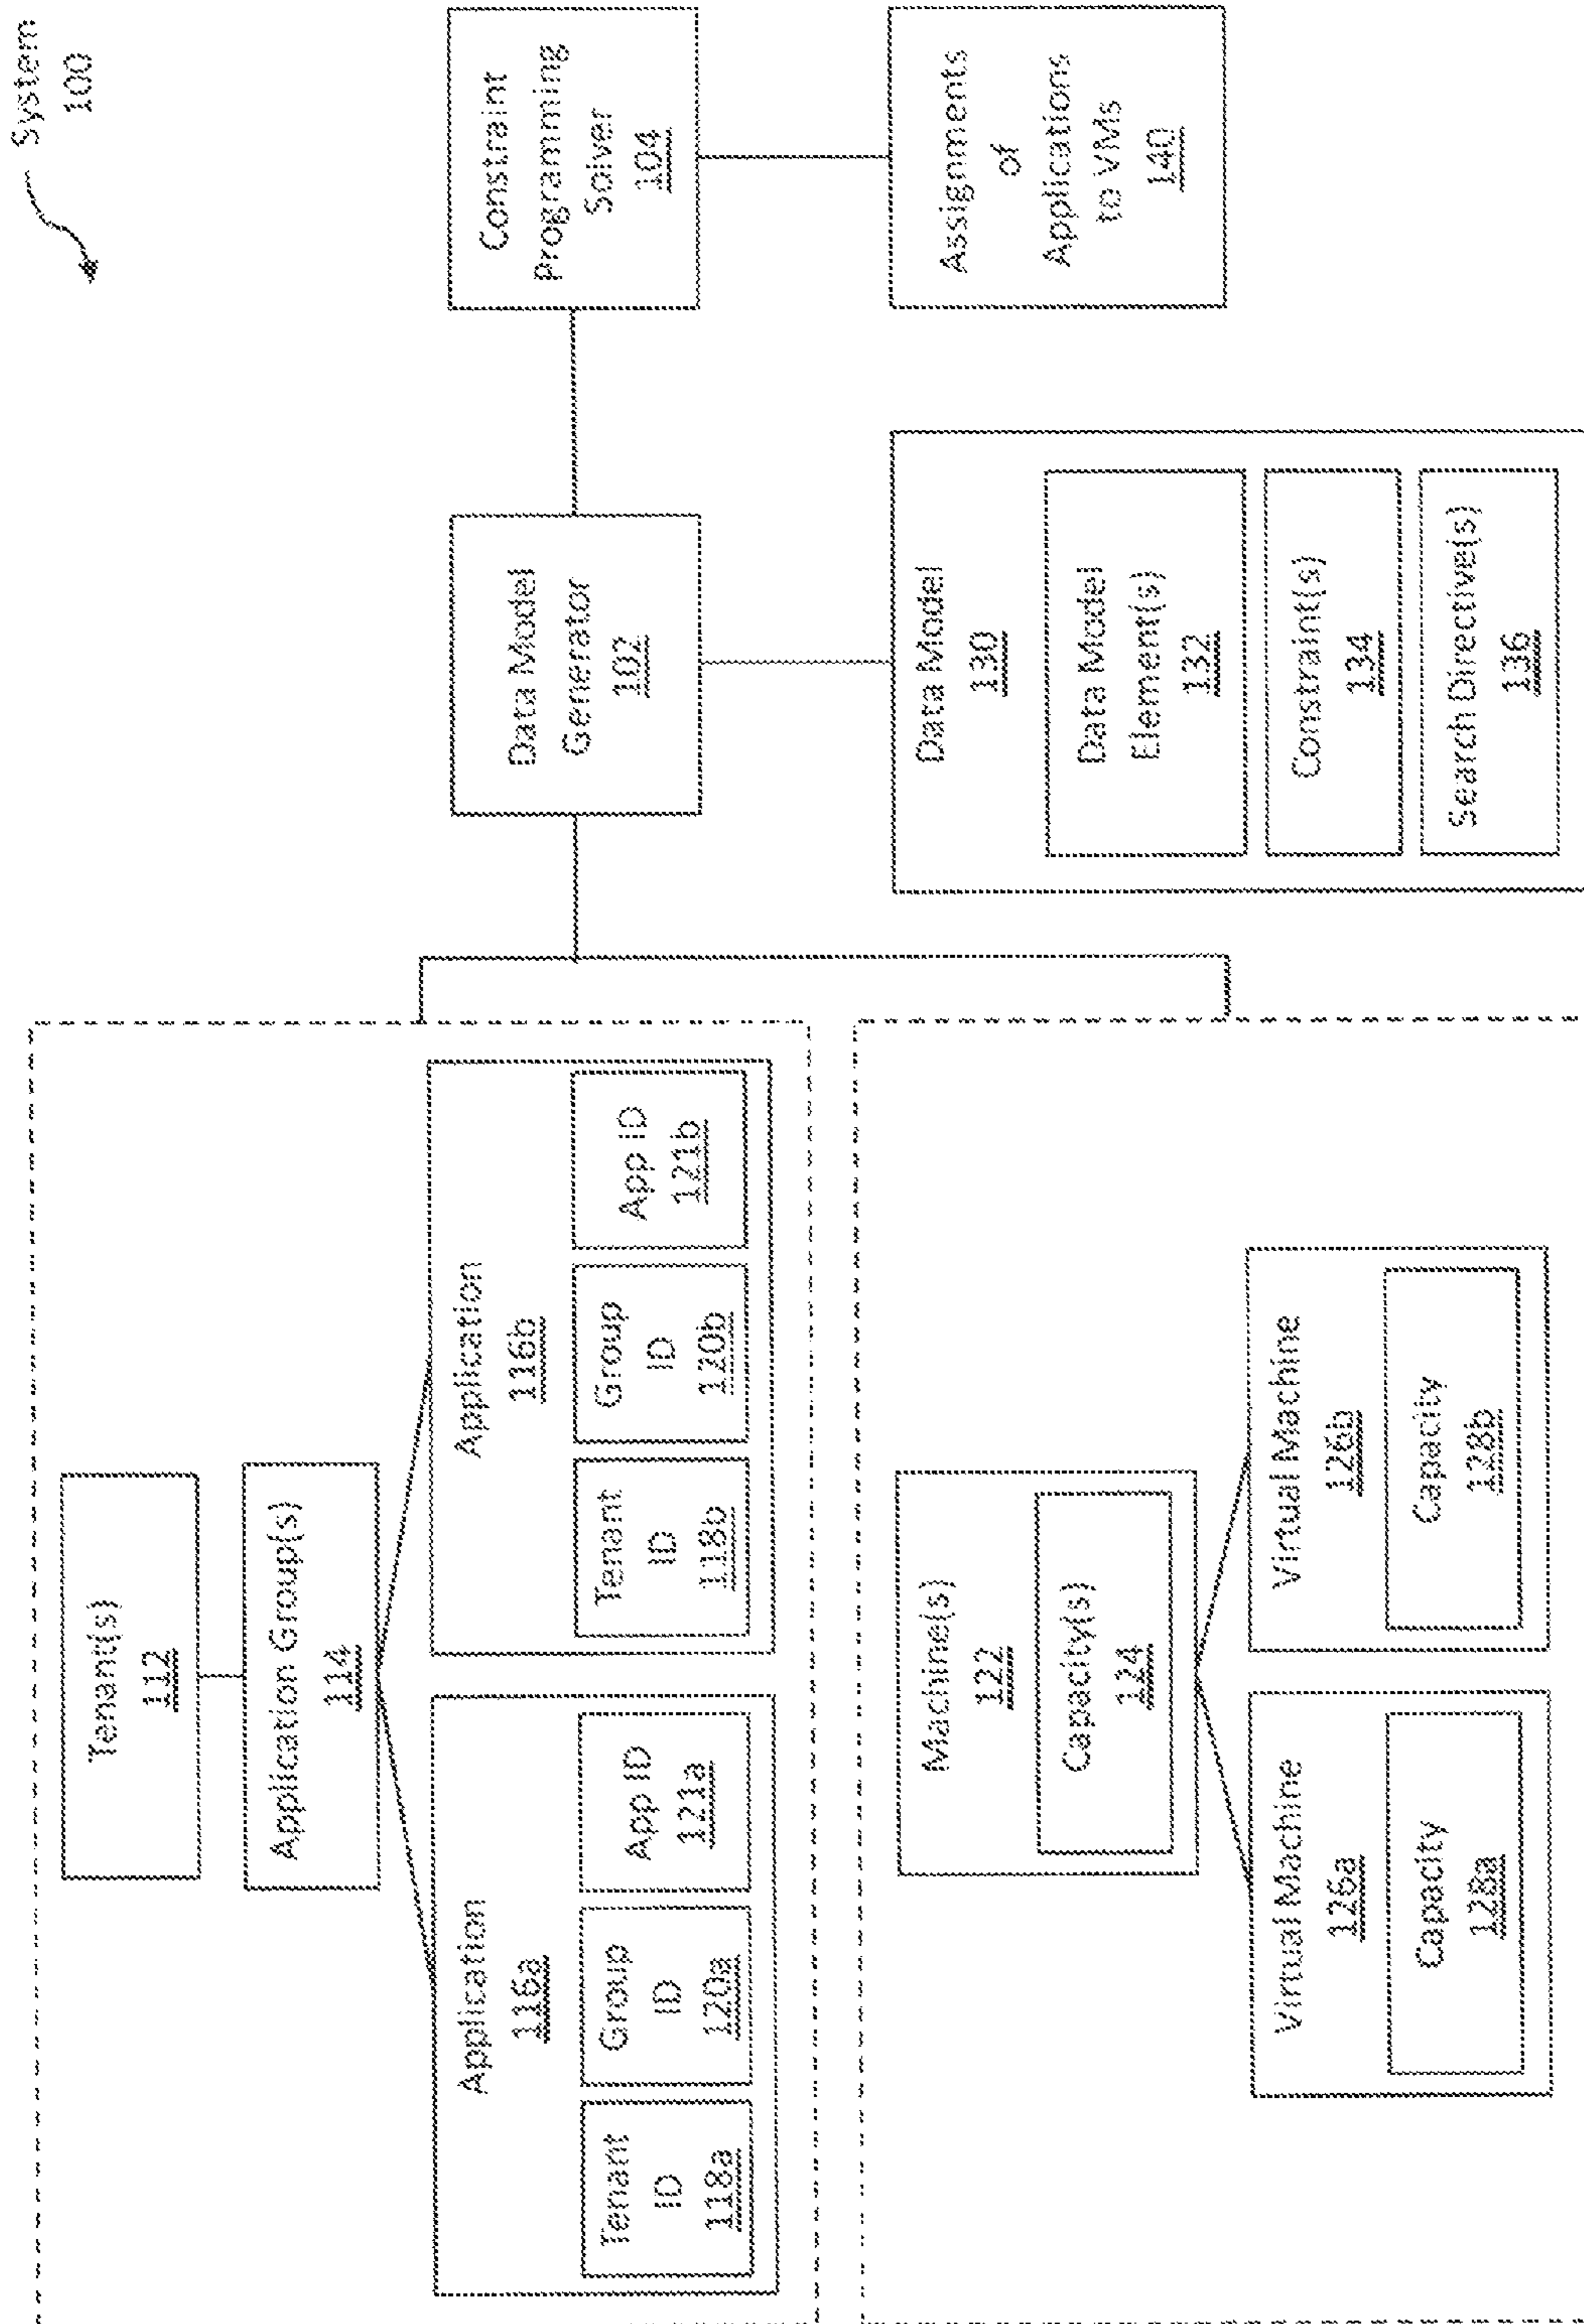 System
100
Tenant(s)
112
Application Group(s)
114
Application
116a
Tenant
ID
118a
Group
ID
120a
App ID
121a
Application
116b
Tenant
ID
118b
Group
ID
120b
App ID
121b
Machine(s)
122
Capacity(s)
124
Virtual Machine
126a
Capacity
128a
Virtual Machine
126b
Capacity
128b
Data Model
Generator
102
Data Model
130
Data Model
Element(s)
132
Constraint(s)
134
Search Directive(s)
136
Constraint
Programming
Solver
104
Assignments
of
Applications
to VMs
140